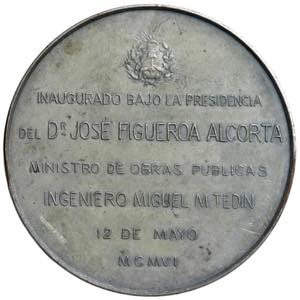 INAUGURADO BAJO LA PRESIDENCIA
DEL DR JOSÉ FIGUEROA ALCORTA
MINISTRO DE OBRAS PUBLICAS
INGENIERO MIGUEL M. TEDIN
12 DE MAYO
MCMVI